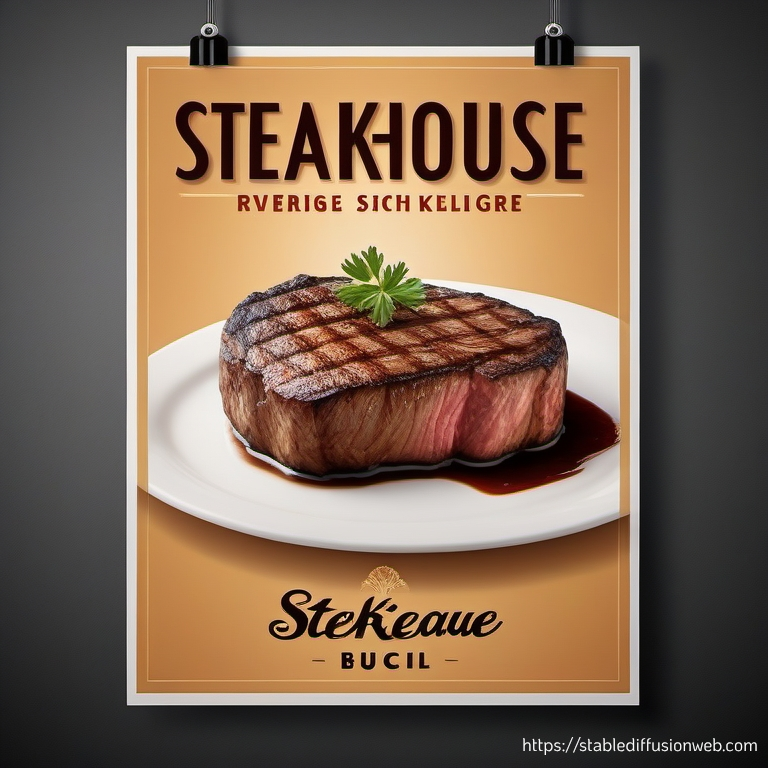 STEAKHOUSE
RVERIGE SICH KELIGRE
SteKeaue
BUCIL
https://stablediffusionweb.com